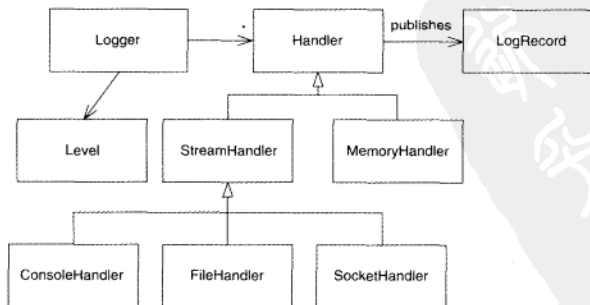 publishes
Logger
*
Handler
LogRecord
Level
StreamHandler
MemoryHandler
ConsoleHandler
FileHandler
SocketHandler